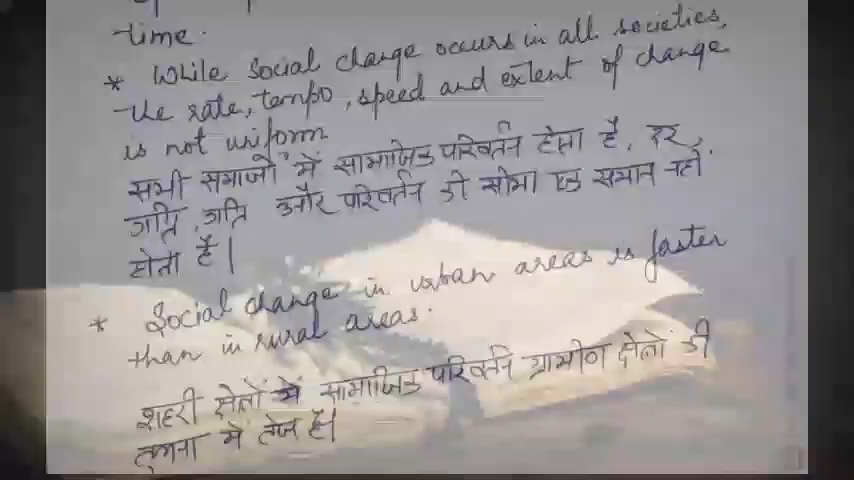 time.
* While social change occurs in all societies,
the rate, tempo, speed and extent of change
is not uniform
सभी समाजों में सामाजिक परिवर्तन होता है, दर,
गति, गति और परिवर्तन की सीमा एक समान नहीं
होता है|
* Social change in urban areas is faster
than in rural areas.
शहरी क्षेत्रों में सामाजिक परिवर्तन ग्रामीण क्षेत्रों की
तुलना में तेज है|